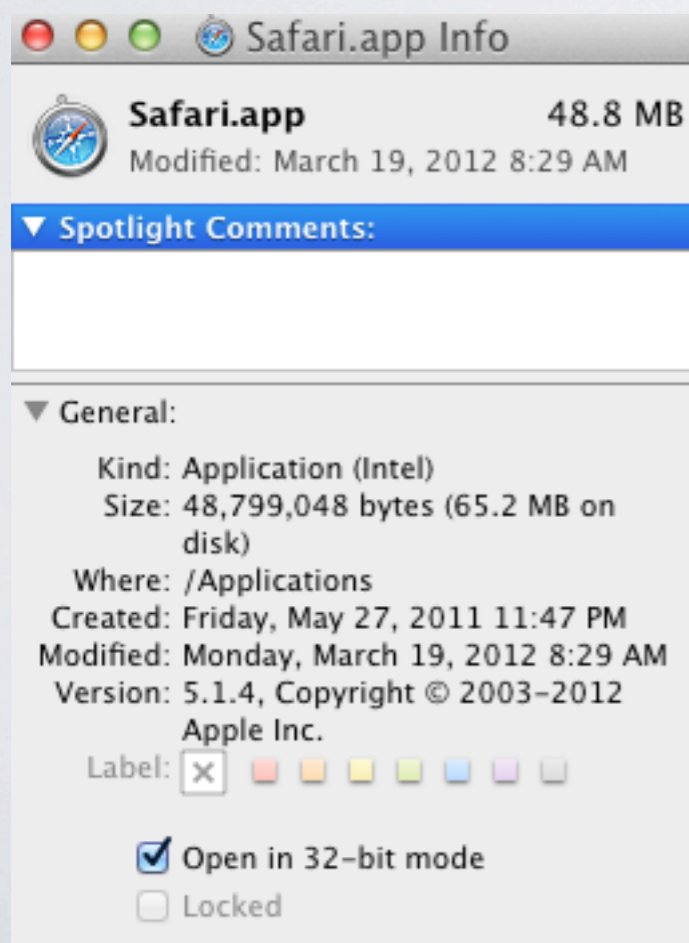 Safari.app Info
Safari.app 48.8 MB
Modified: March 19, 2012 8:29 AM
Spotlight Comments:
General:
Kind: Application (Intel)
Size: 48,799,048 bytes (65.2 MB on
disk)
Where: /Applications
Created: Friday, May 27, 2011 11:47 PM
Modified: Monday, March 19, 2012 8:29 AM
Version: 5.1.4, Copyright © 2003–2012
Apple Inc.
Label:
Open in 32-bit mode
Locked